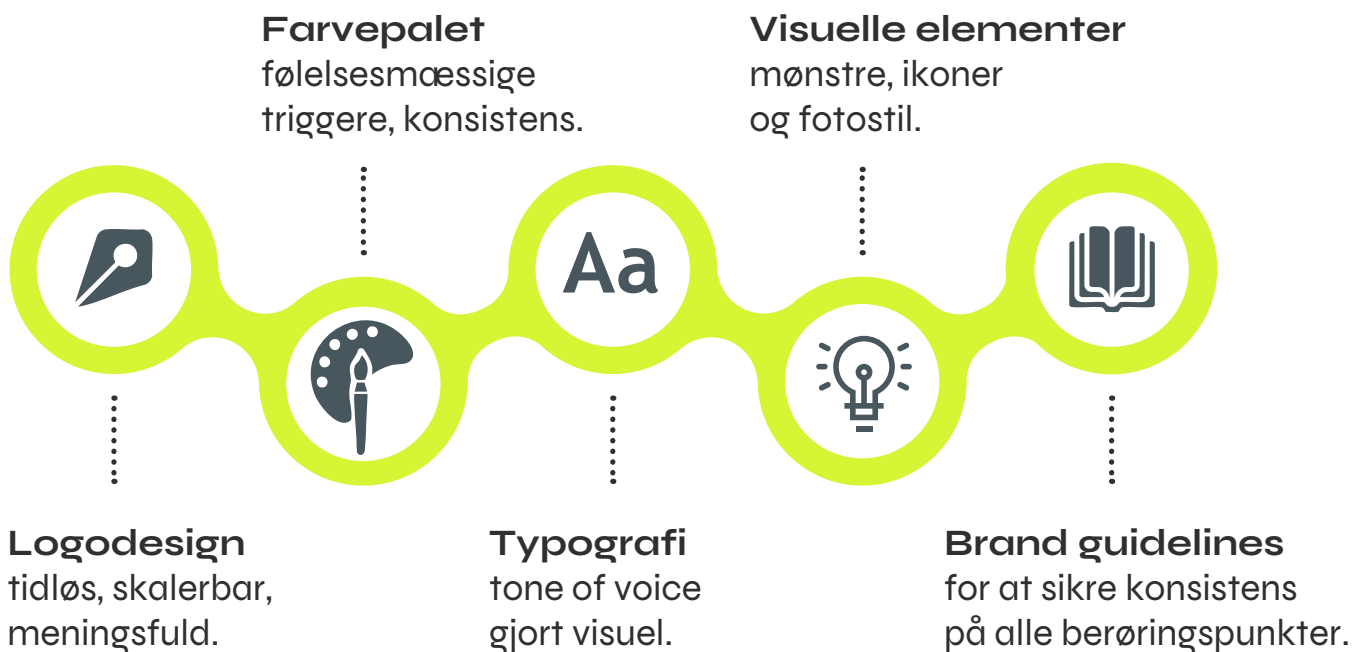 Farvepalet
følelsesmæssige
triggere, konsistens.
Visuelle elementer
mønstre, ikoner
og fotostil.
Aa
Logodesign
tidløs, skalerbar,
meningsfuld.
Typografi
tone of voice
gjort visuel.
Brand guidelines
for at sikre konsistens
på alle berøringspunkter.